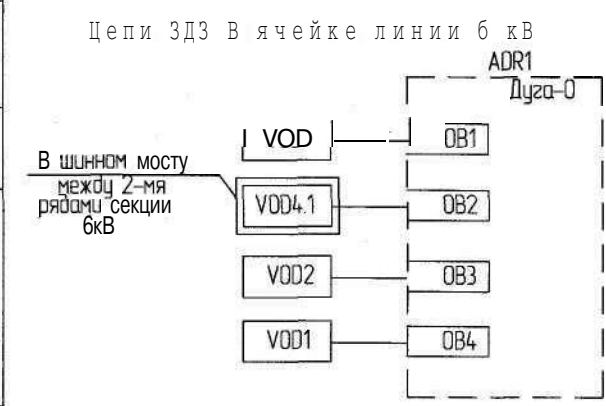 Цепи ЗДЗ В ячейке линии 6 кВ
ADR1
Дуга-О
VOD
OB1
В шинном мосту
между 2-мя
рядами секции
6кВ
VOD4.1
OB2
VOD2
OB3
VOD1
OB4